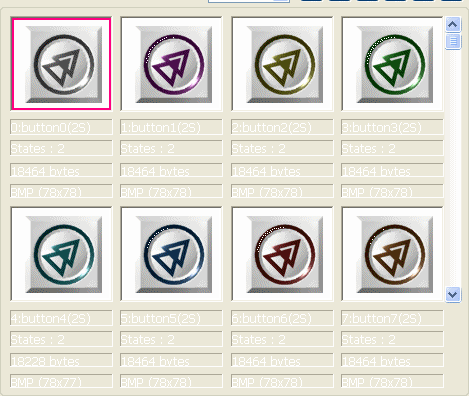 0:button0(2S) 1:button1(2S) 2:button2(2S) 3:button3(2S)
States : 2 States : 2 States : 2 States : 2
18464 bytes 18464 bytes 18464 bytes 18464 bytes
BMP (78x78) BMP (78x78) BMP (78x78) BMP (78x78)
4:button4(2S) 5:button5(2S) 6:button6(2S) 7:button7(2S)
States : 2 States : 2 States : 2 States : 2
18228 bytes 18464 bytes 18464 bytes 18464 bytes
BMP (78x77) BMP (78x78) BMP (78x78) BMP (78x78)